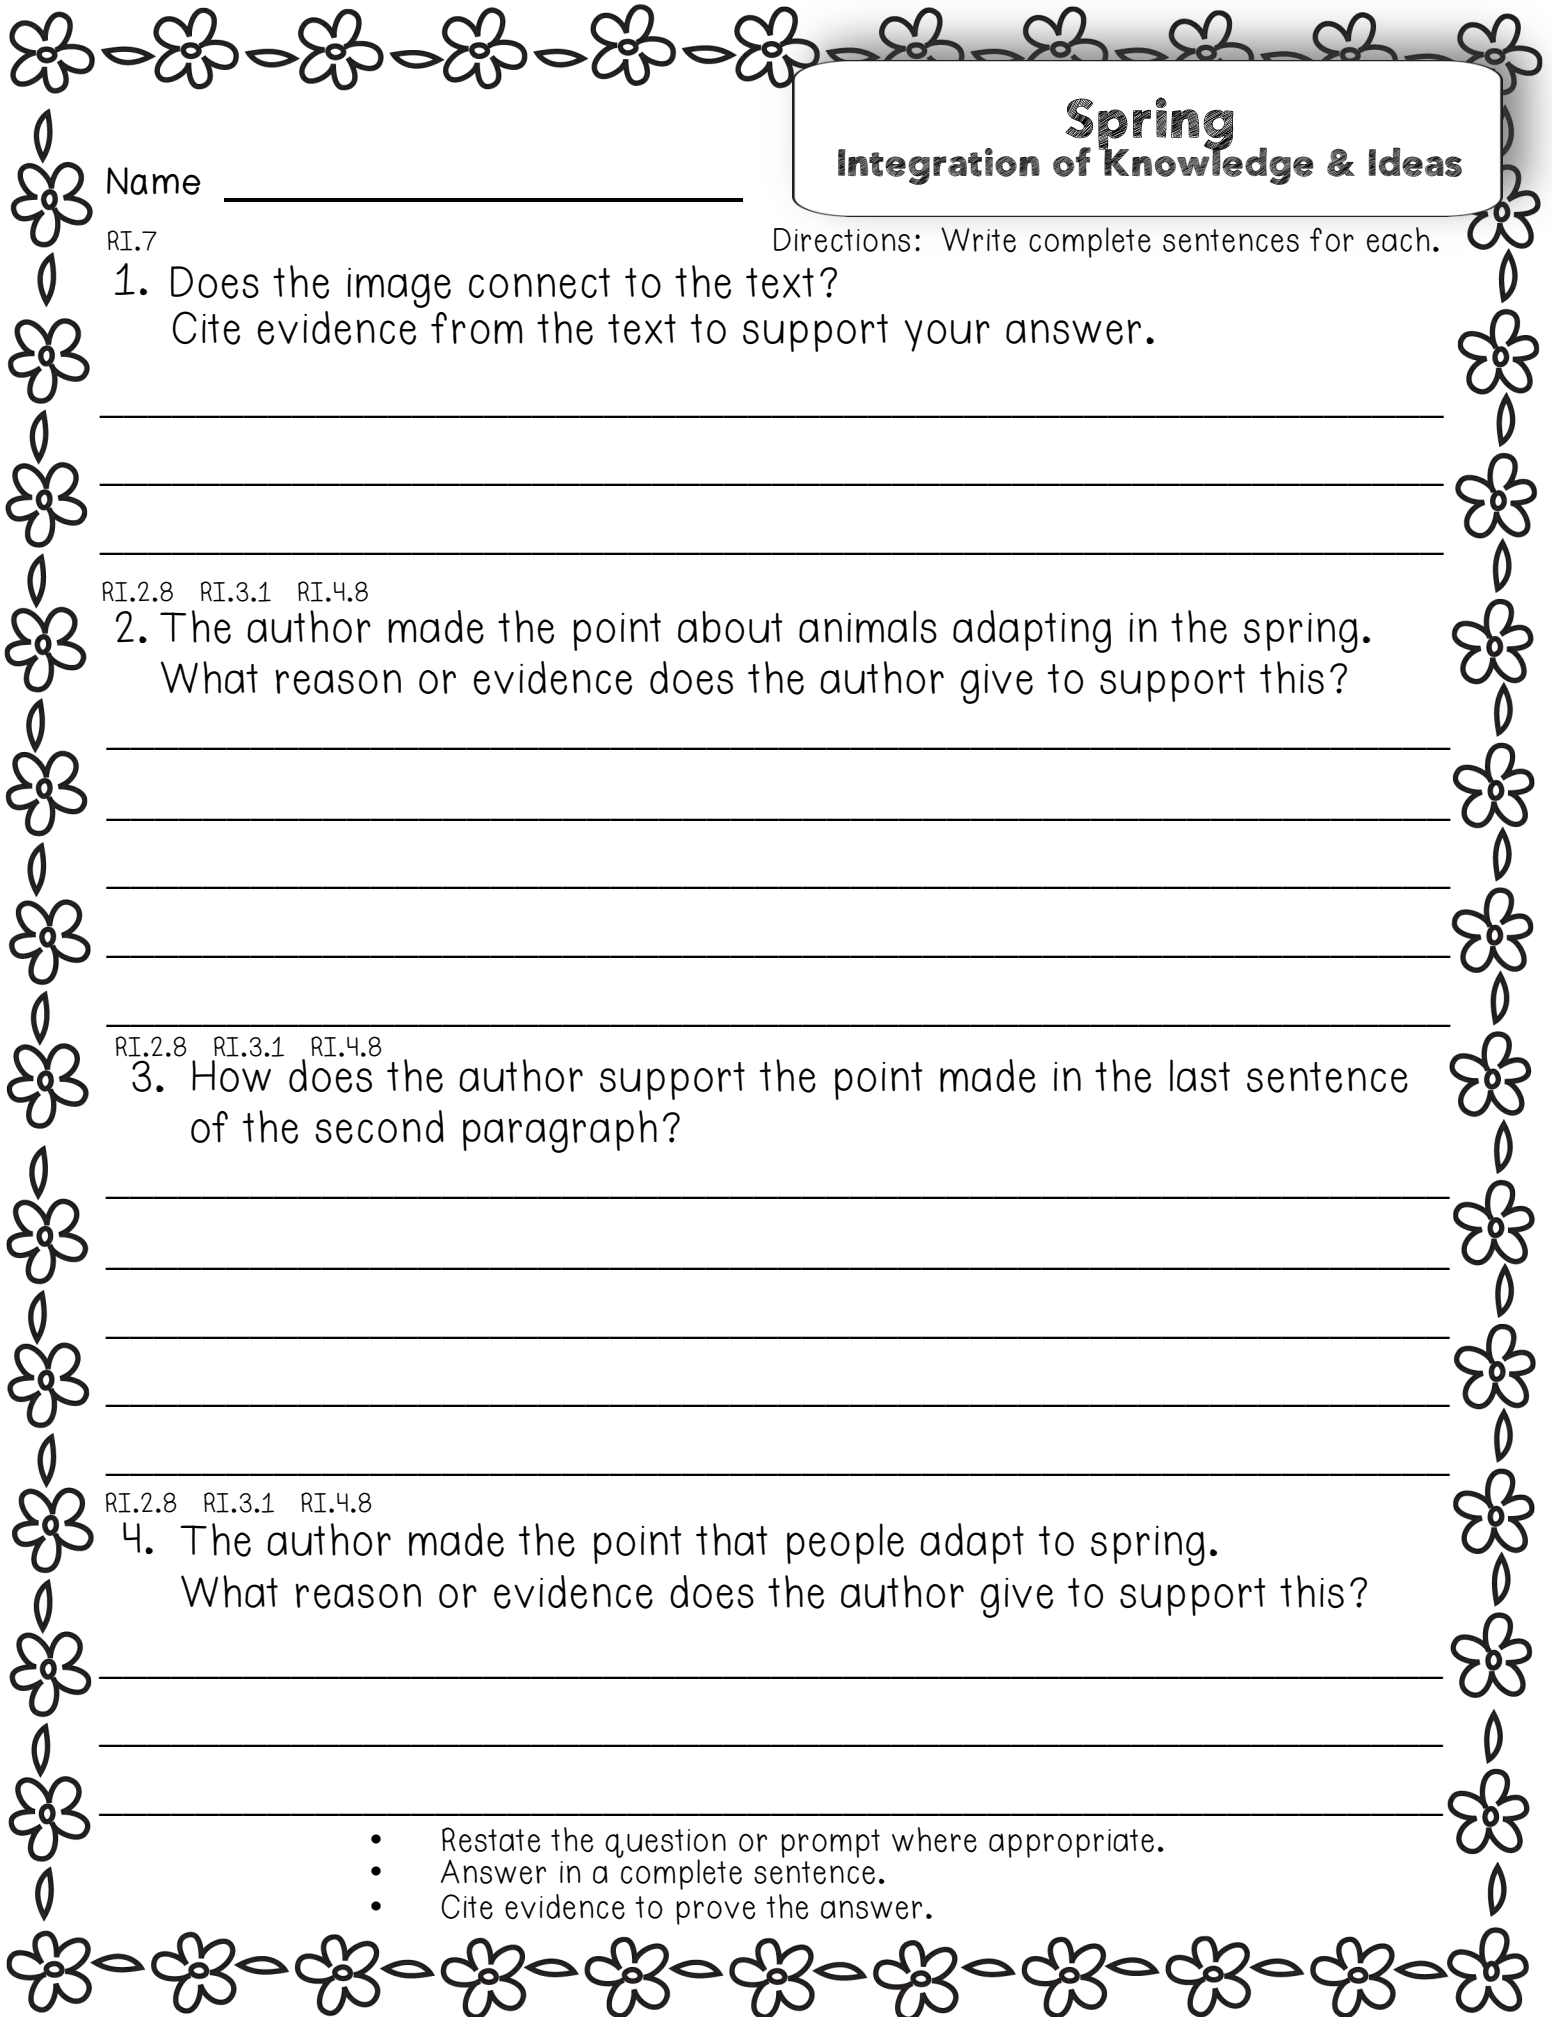 Spring
Integration of Knowledge & Ideas
Name
RI.7
Directions: Write complete sentences for each.
1. Does the image connect to the text?
Cite evidence from the text to support your answer.
RI.2.8 RI.3.1 RI.4.8
2. The author made the point about animals adapting in the spring.
What reason or evidence does the author give to support this?
RI.2.8 RI.3.1 RI.4.8
3. How does the author support the point made in the last sentence
of the second paragraph?
RI.2.8 RI.3.1 RI.4.8
4. The author made the point that people adapt to spring.
What reason or evidence does the author give to support this?
• Restate the question or prompt where appropriate.
• Answer in a complete sentence.
• Cite evidence to prove the answer.